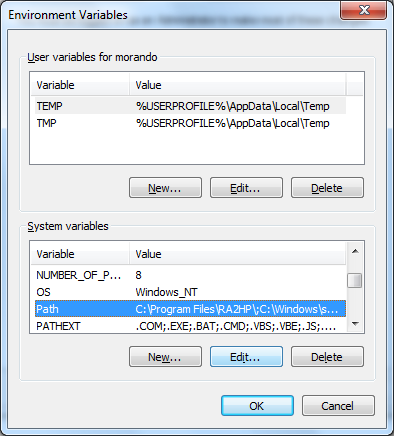 Environment Variables
User variables for morando
Variable Value
TEMP %USERPROFILE%\AppData\Local\Temp
TMP %USERPROFILE%\AppData\Local\Temp
New... Edit... Delete
System variables
Variable Value
NUMBER_OF_P... 8
OS Windows_NT
Path C:\Program Files\RA2HP\;C:\Windows\s...
PATHEXT .COM;.EXE;.BAT;.CMD;.VBS;.VBE;.JS;....
New... Edit... Delete
OK Cancel